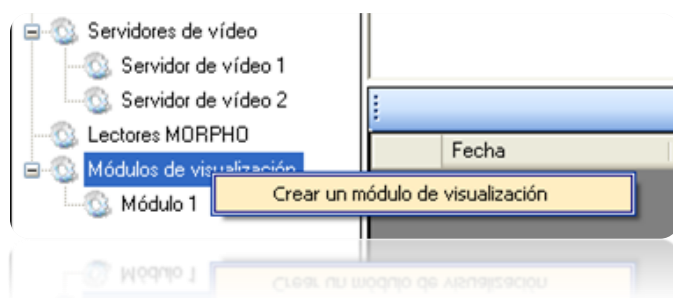 Servidores de vídeo
Servidor de vídeo 1
Servidor de vídeo 2
Lectores MORPHO
Fecha
Módulos de visualización
Crear un módulo de visualización
Módulo 1